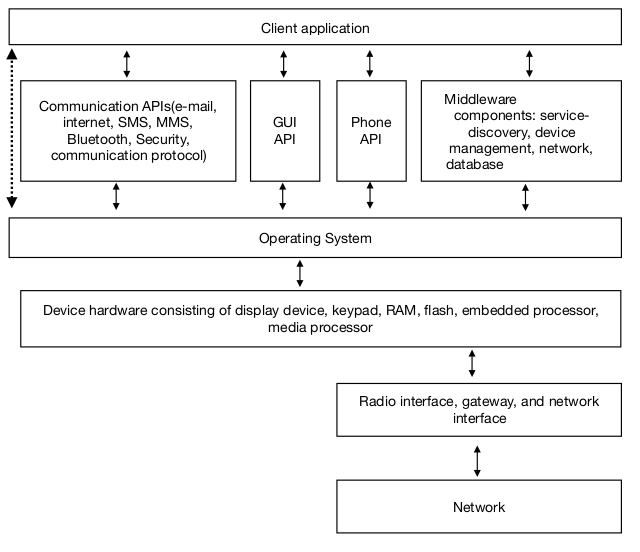 Client application
Communication APIs(e-mail,
internet, SMS, MMS,
Bluetooth, Security,
communication protocol)
GUI
API
Phone
API
Middleware
components: service-
discovery, device
management, network,
database
Operating System
Device hardware consisting of display device, keypad, RAM, flash, embedded processor,
media processor
Radio interface, gateway, and network
interface
Network